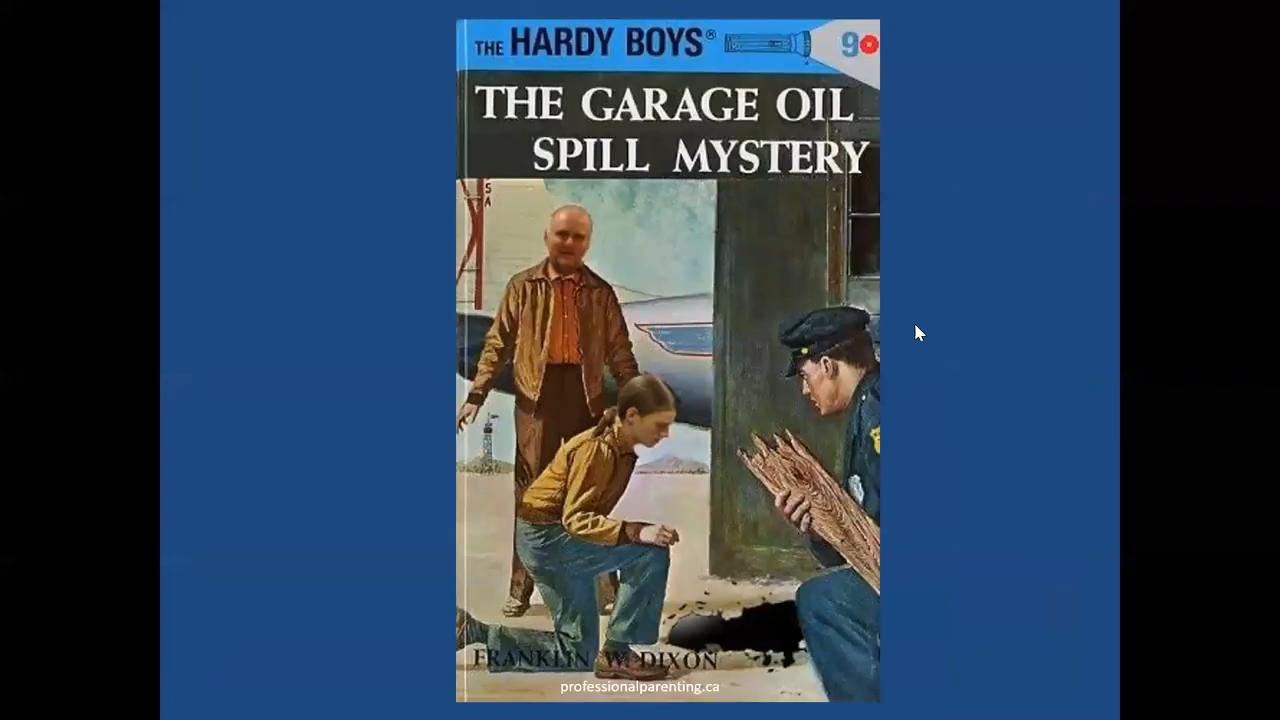 THE HARDY BOYS®
9
THE GARAGE OIL
SPILL MYSTERY
S
A
FRANKLIN W. DIXON
professionalparenting.ca